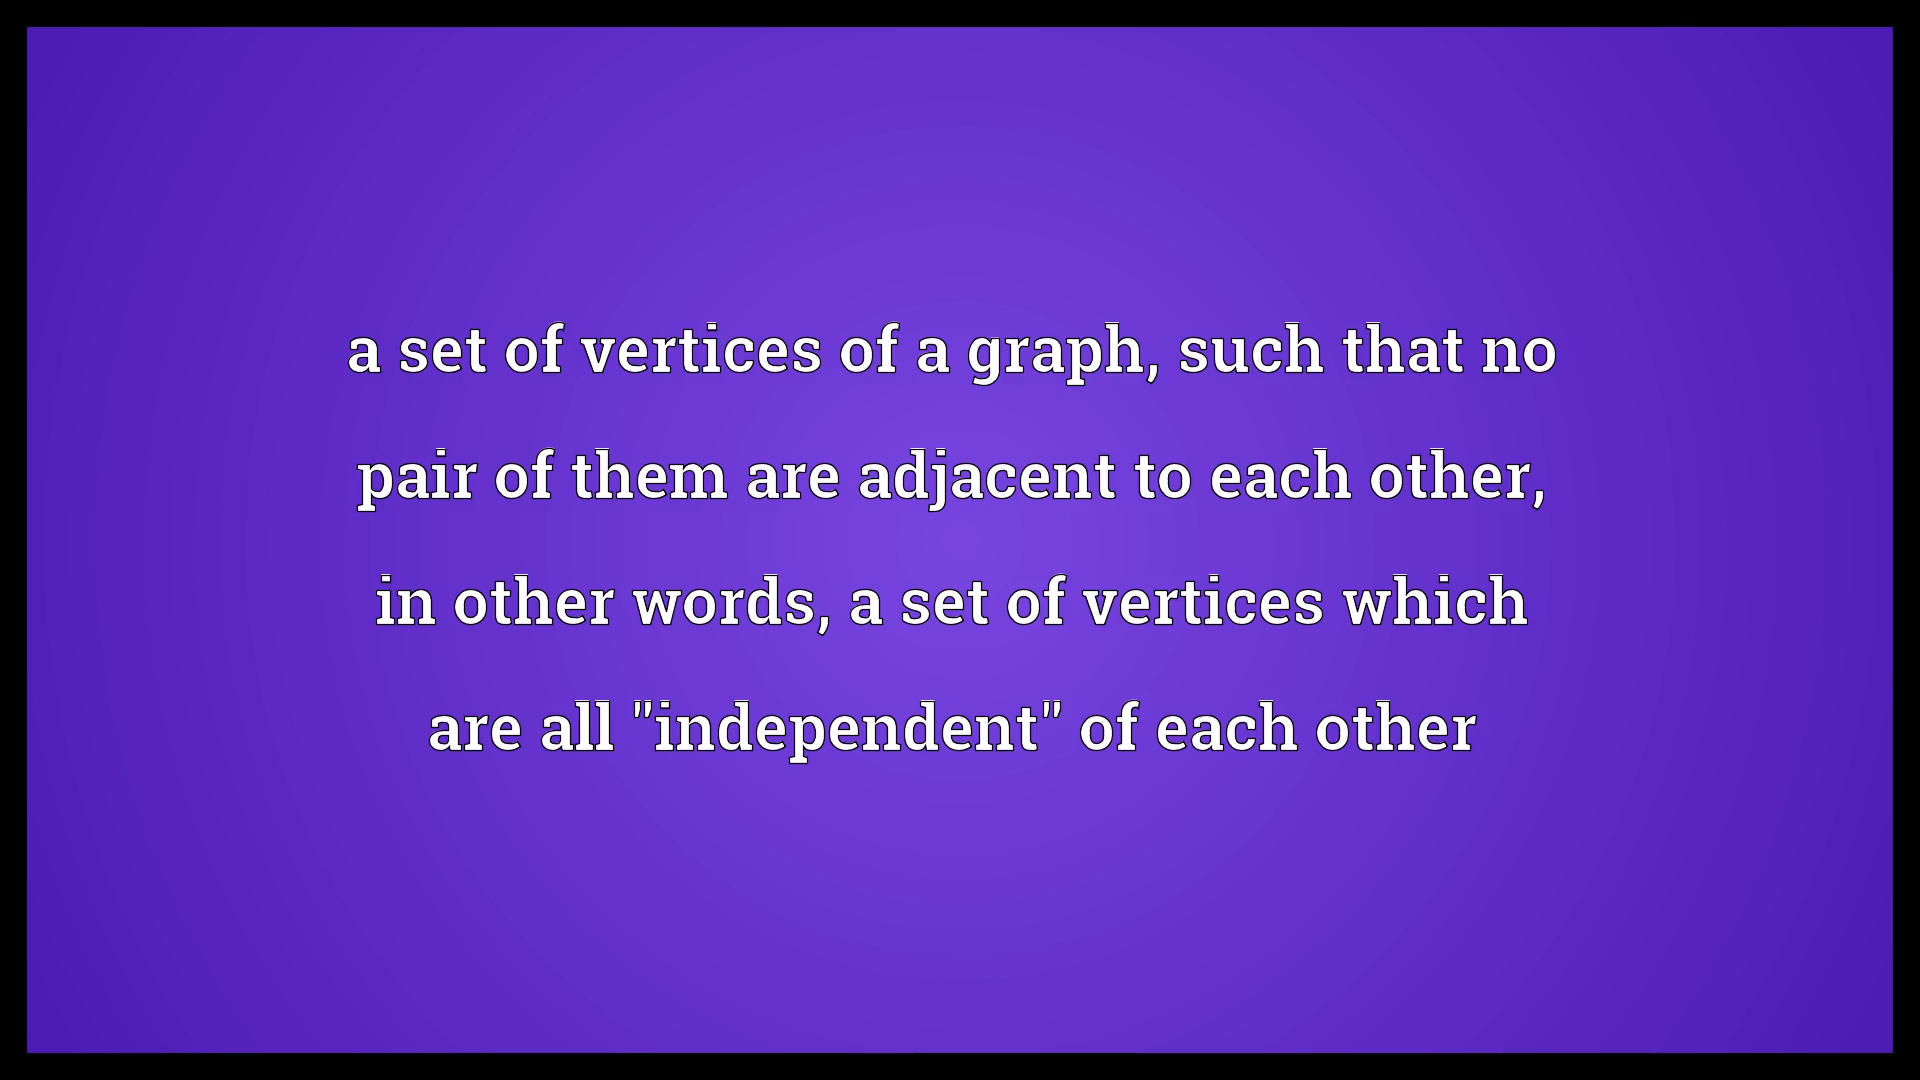 a set of vertices of a graph, such that no
pair of them are adjacent to each other,
in other words, a set of vertices which
are all "independent" of each other